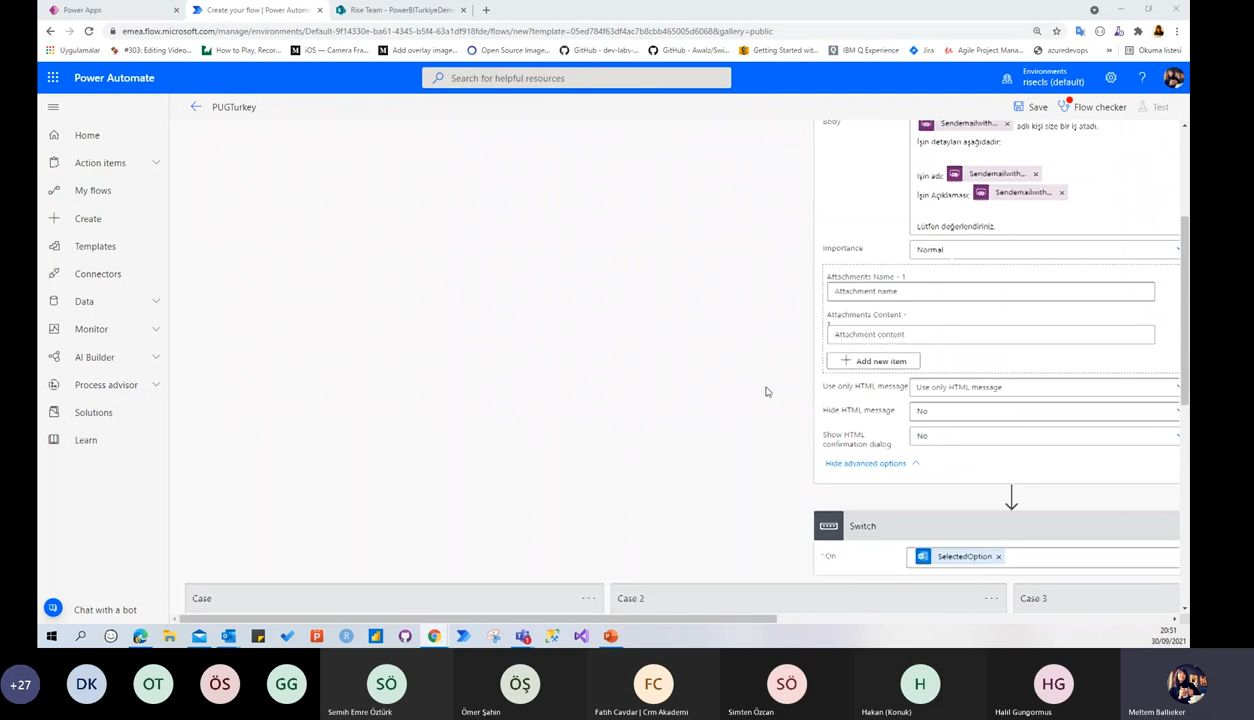 Power Apps
Create your flow | Power Autom
Rise Team - PowerBITurkiyeDem
emea.flow.microsoft.com/manage/environments/Default-9f14330e-ba61-4345-b5f4-63a1df918fde/flows/new?template=05ed784f63f4ac7b8cbb465005d6068&gallery=public
Uygulamalar
#303: Editing Video...
How to Play, Recor...
iOS — Camera Fra...
Add overlay image...
Open Source Image...
GitHub - dev-labs-...
GitHub - Awalz/Swi...
Getting Started wit...
IBM Q Experience
Jira
Agile Project Mana...
azuredevops
»
Okuma listesi
Power Automate
Search for helpful resources
Environments
risecls (default)
PUGTurkey
Save
Flow checker
Test
Home
Action items
My flows
Create
Templates
Connectors
Data
Monitor
AI Builder
Process advisor
Solutions
Learn
Chat with a bot
Body
Sendemailwith... × adlı kişi size bir iş atadı.
İşin detayları aşağıdadır;
İşin adı: Sendemailwith... ×
İşin Açıklaması; Sendemailwith... ×
Lütfen değerlendiriniz.
Importance
Normal
Attachments Name - 1
Attachment name
Attachments Content -
1
Attachment content
Add new item
Use only HTML message
Use only HTML message
Hide HTML message
No
Show HTML
confirmation dialog
No
Hide advanced options
Switch
* On
SelectedOption ×
Case
Case 2
Case 3
20:51
30/09/2021
+27
DK
OT
ÖS
GG
SÖ
Semih Emre Öztürk
ÖŞ
Ömer Şahin
FC
Fatih Cavdar | Crm Akademi
SÖ
Simten Özcan
H
Hakan (Konuk)
HG
Halil Gungormus
Meltem Ballieker